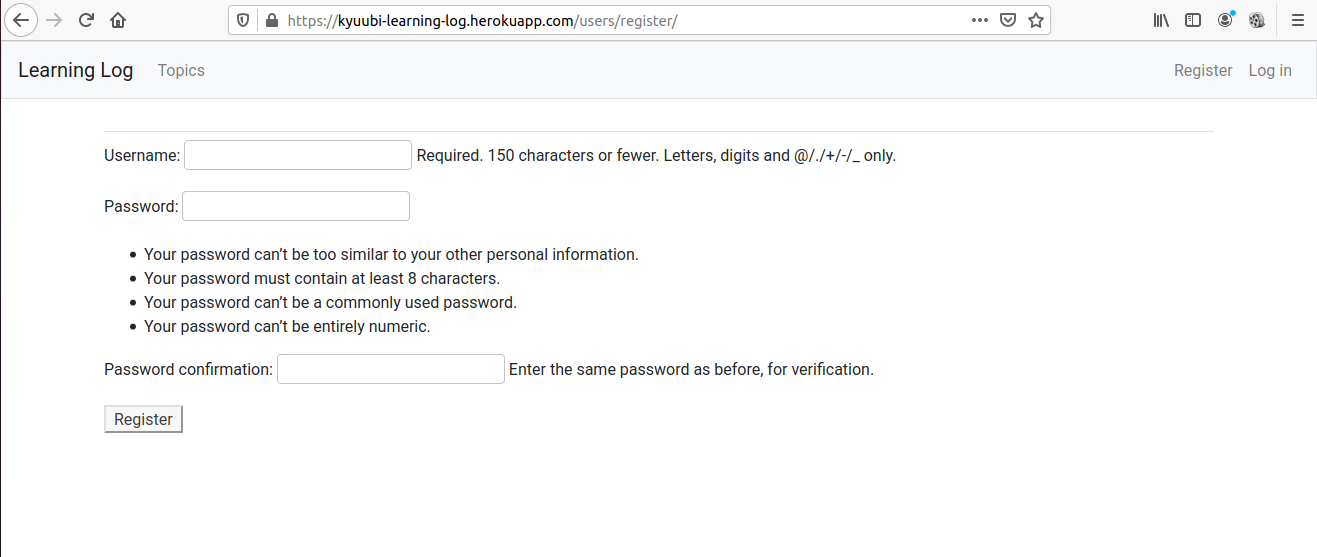 https://kyuubi-learning-log.herokuapp.com/users/register/
Learning Log Topics Register Log in
Username: Required. 150 characters or fewer. Letters, digits and @/./+/-/_ only.
Password:
Your password can’t be too similar to your other personal information.
Your password must contain at least 8 characters.
Your password can’t be a commonly used password.
Your password can’t be entirely numeric.
Password confirmation: Enter the same password as before, for verification.
Register